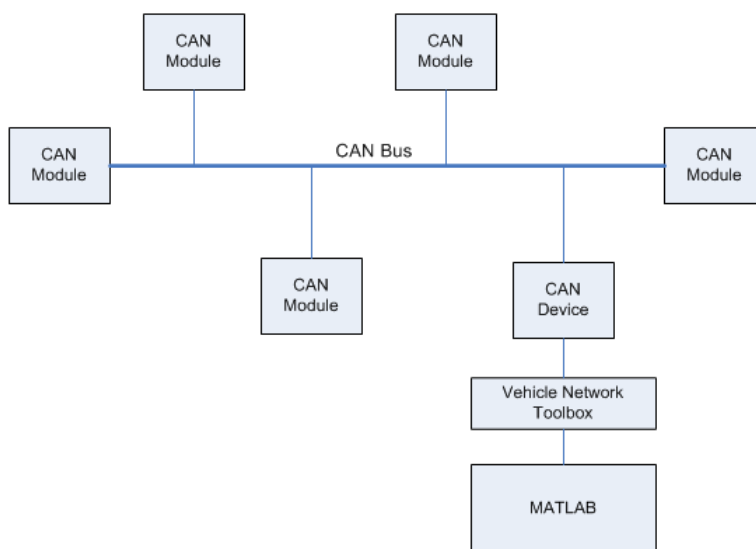 CAN
Module
CAN
Module
CAN
Module
CAN Bus
CAN
Module
CAN
Module
CAN
Device
Vehicle Network
Toolbox
MATLAB